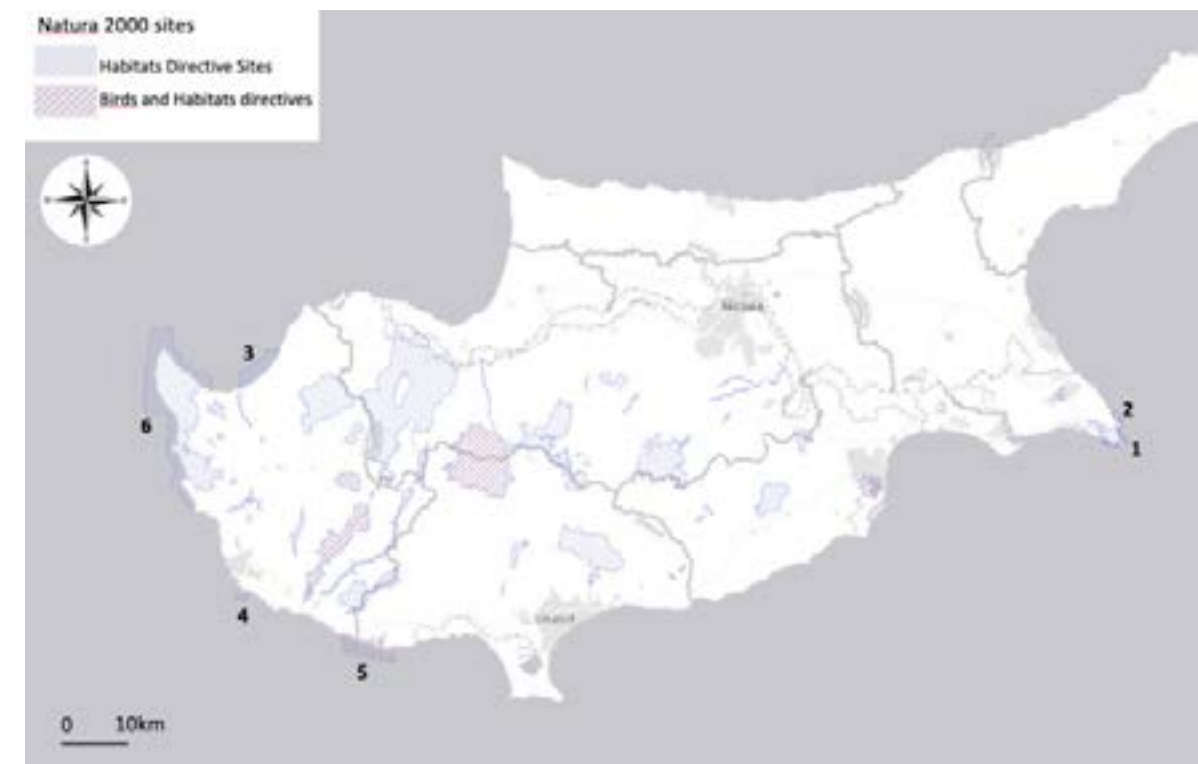 Natura 2000 sites
Habitats Directive Sites
Birds and Habitats directives
Nicosia
3
2
6
1
4
5
0 10km